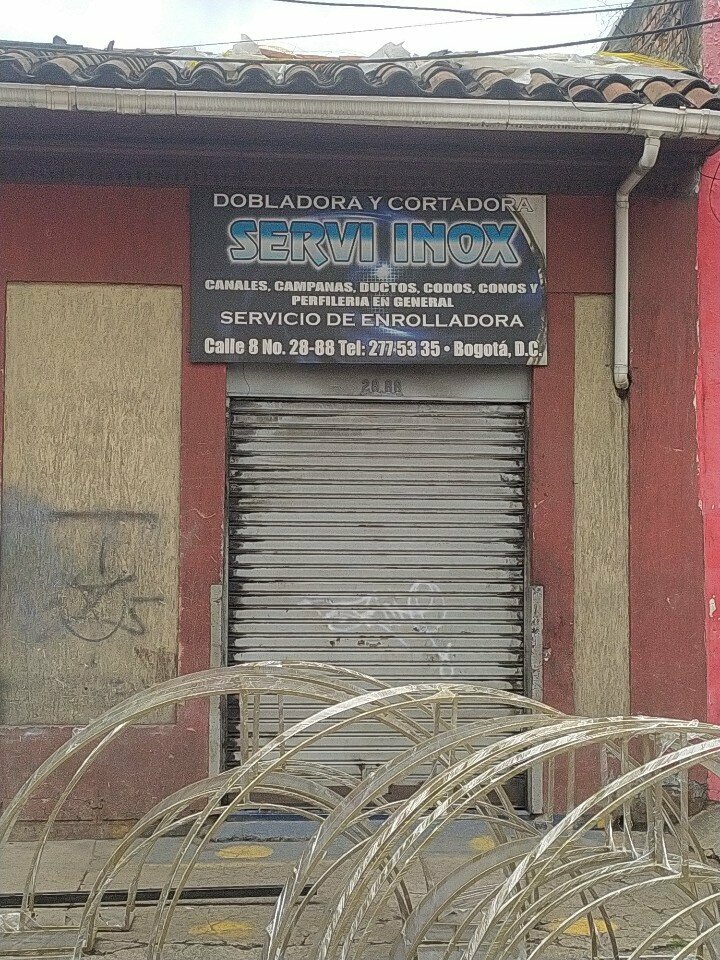 DOBLADORA Y CORTADORA
SERVI INOX
CANALES, CAMPANAS, DUCTOS, CODOS, CONOS Y
PERFILERIA EN GENERAL
SERVICIO DE ENROLLADORA
Calle 8 No. 28-88 Tel: 277 53 35 • Bogotá, D.C.
28 88